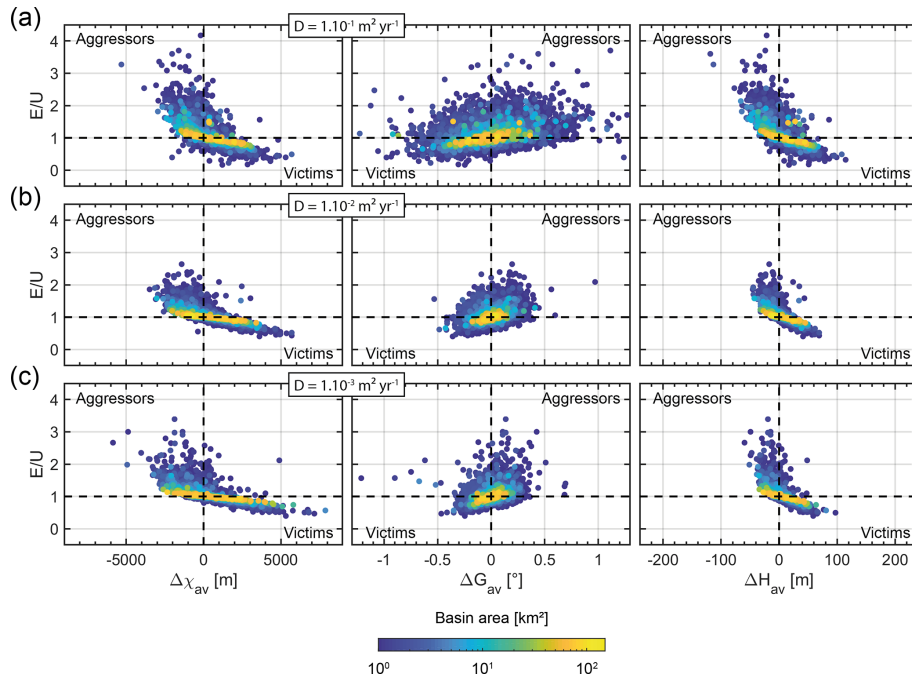 (a)
D = 1.10⁻¹ m² yr⁻¹
Aggressors
Aggressors
Aggressors
E/U
4
3
2
1
0
Victims
Victims
Victims
(b)
D = 1.10⁻² m² yr⁻¹
Aggressors
Aggressors
Aggressors
E/U
4
3
2
1
0
Victims
Victims
Victims
(c)
D = 1.10⁻³ m² yr⁻¹
Aggressors
Aggressors
Aggressors
E/U
4
3
2
1
0
Victims
Victims
Victims
-5000 0 5000
-1 -0.5 0 0.5 1
-200 -100 0 100 200
Δχav [m]
ΔGav [°]
ΔHav [m]
Basin area [km²]
10⁰ 10¹ 10²